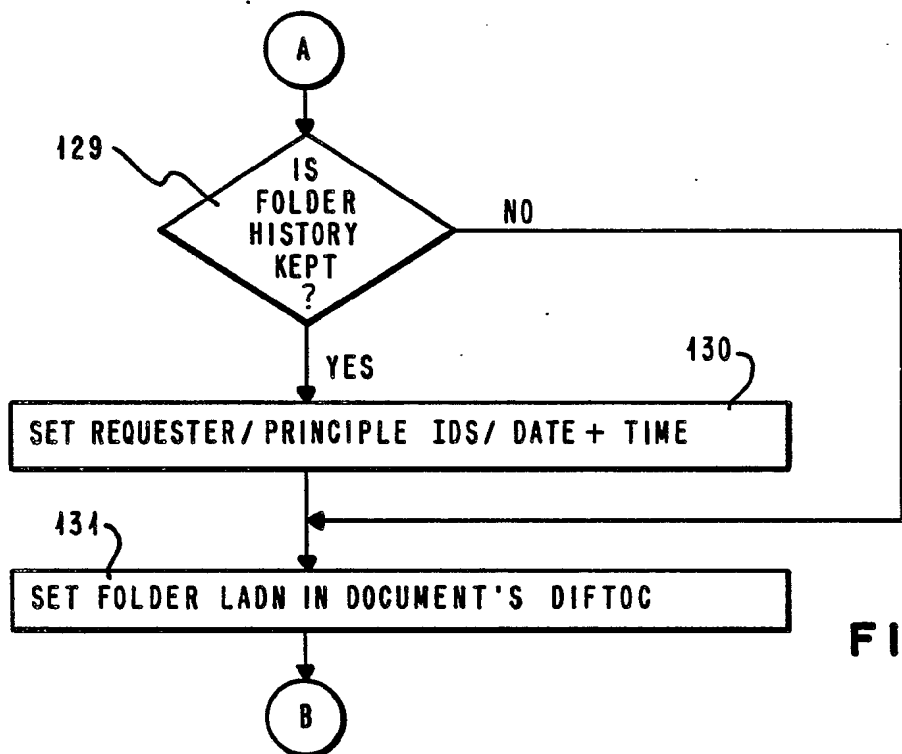 A
129
IS
FOLDER
HISTORY
KEPT
?
NO
YES
130
SET REQUESTER/PRINCIPLE IDS/ DATE+ TIME
131
SET FOLDER LADN IN DOCUMENT'S DIFTOC
FI
B